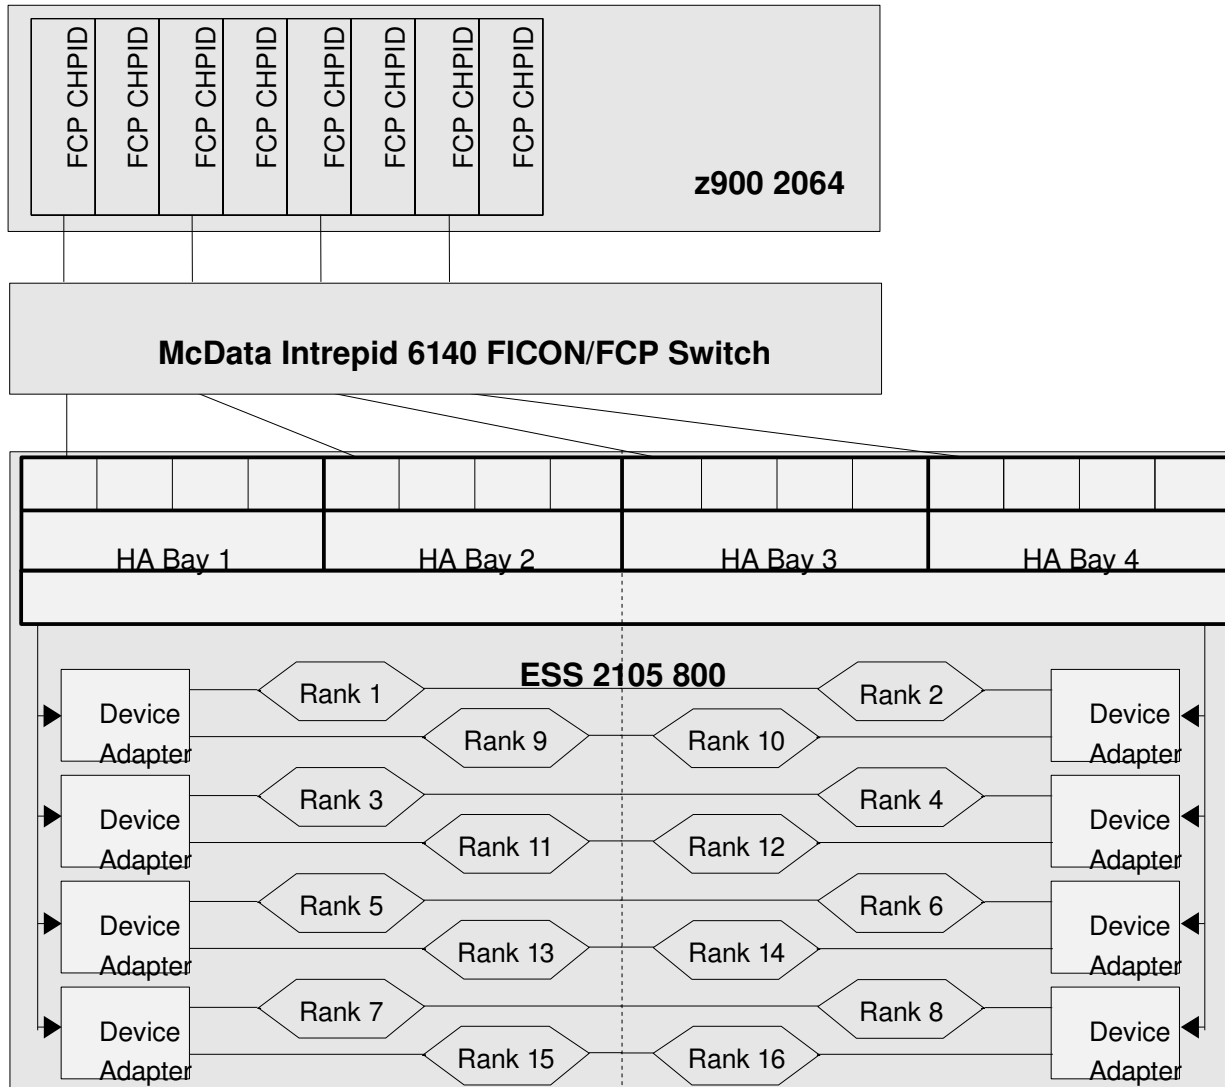 FCP CHPID
FCP CHPID
FCP CHPID
FCP CHPID
FCP CHPID
FCP CHPID
FCP CHPID
FCP CHPID
z900 2064
McData Intrepid 6140 FICON/FCP Switch
HA Bay 1
HA Bay 2
HA Bay 3
HA Bay 4
ESS 2105 800
Device
Adapter
Rank 1
Rank 2
Rank 9
Rank 10
Device
Adapter
Device
Adapter
Rank 3
Rank 4
Rank 11
Rank 12
Device
Adapter
Device
Adapter
Rank 5
Rank 6
Rank 13
Rank 14
Device
Adapter
Device
Adapter
Rank 7
Rank 8
Rank 15
Rank 16
Device
Adapter